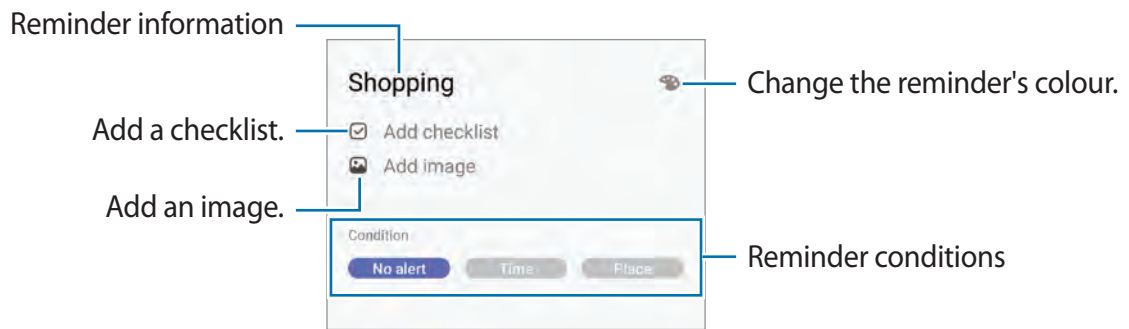 Reminder information
Shopping
Change the reminder's colour.
Add a checklist.
Add checklist
Add image
Add an image.
Condition
Reminder conditions
No alert Time Place